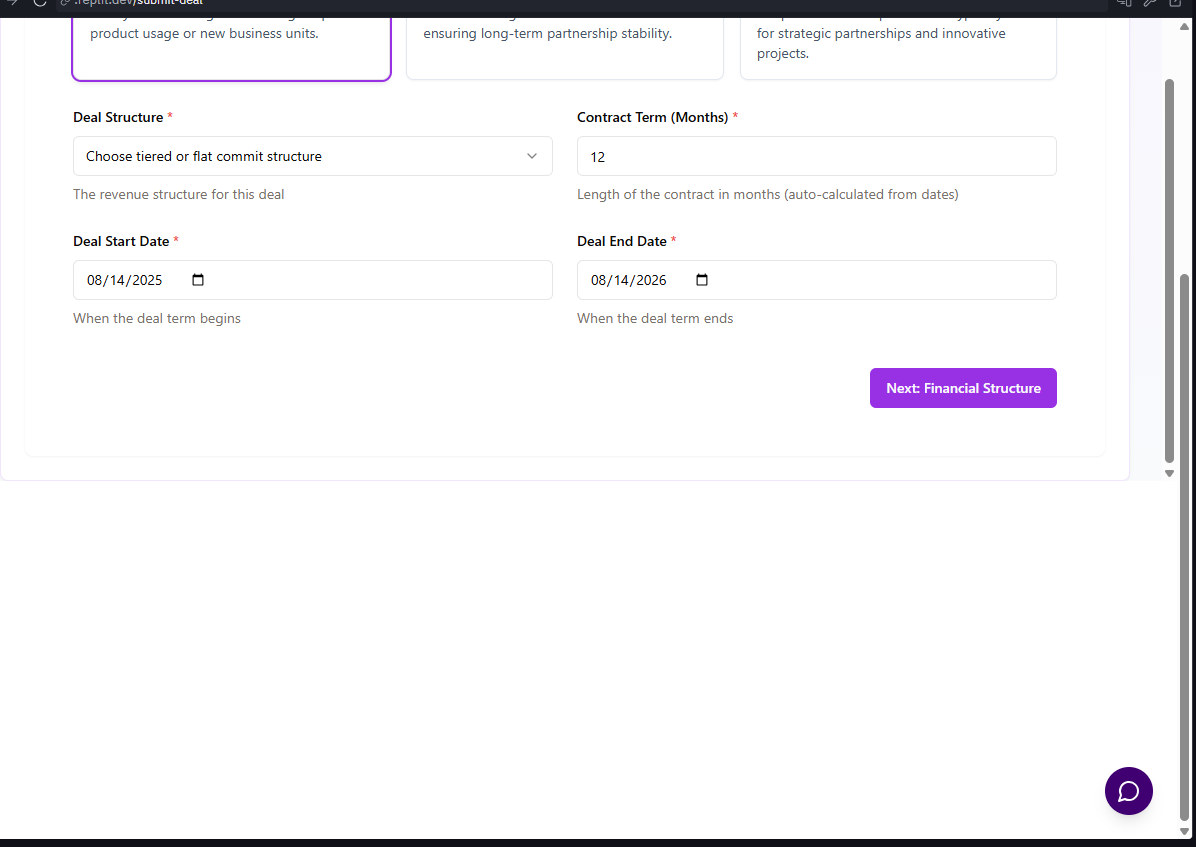 .replit.dev/submit-deal
product usage or new business units.
ensuring long-term partnership stability.
for strategic partnerships and innovative
projects.
Deal Structure *
Contract Term (Months) *
Choose tiered or flat commit structure
12
The revenue structure for this deal
Length of the contract in months (auto-calculated from dates)
Deal Start Date *
Deal End Date *
08/14/2025
08/14/2026
When the deal term begins
When the deal term ends
Next: Financial Structure